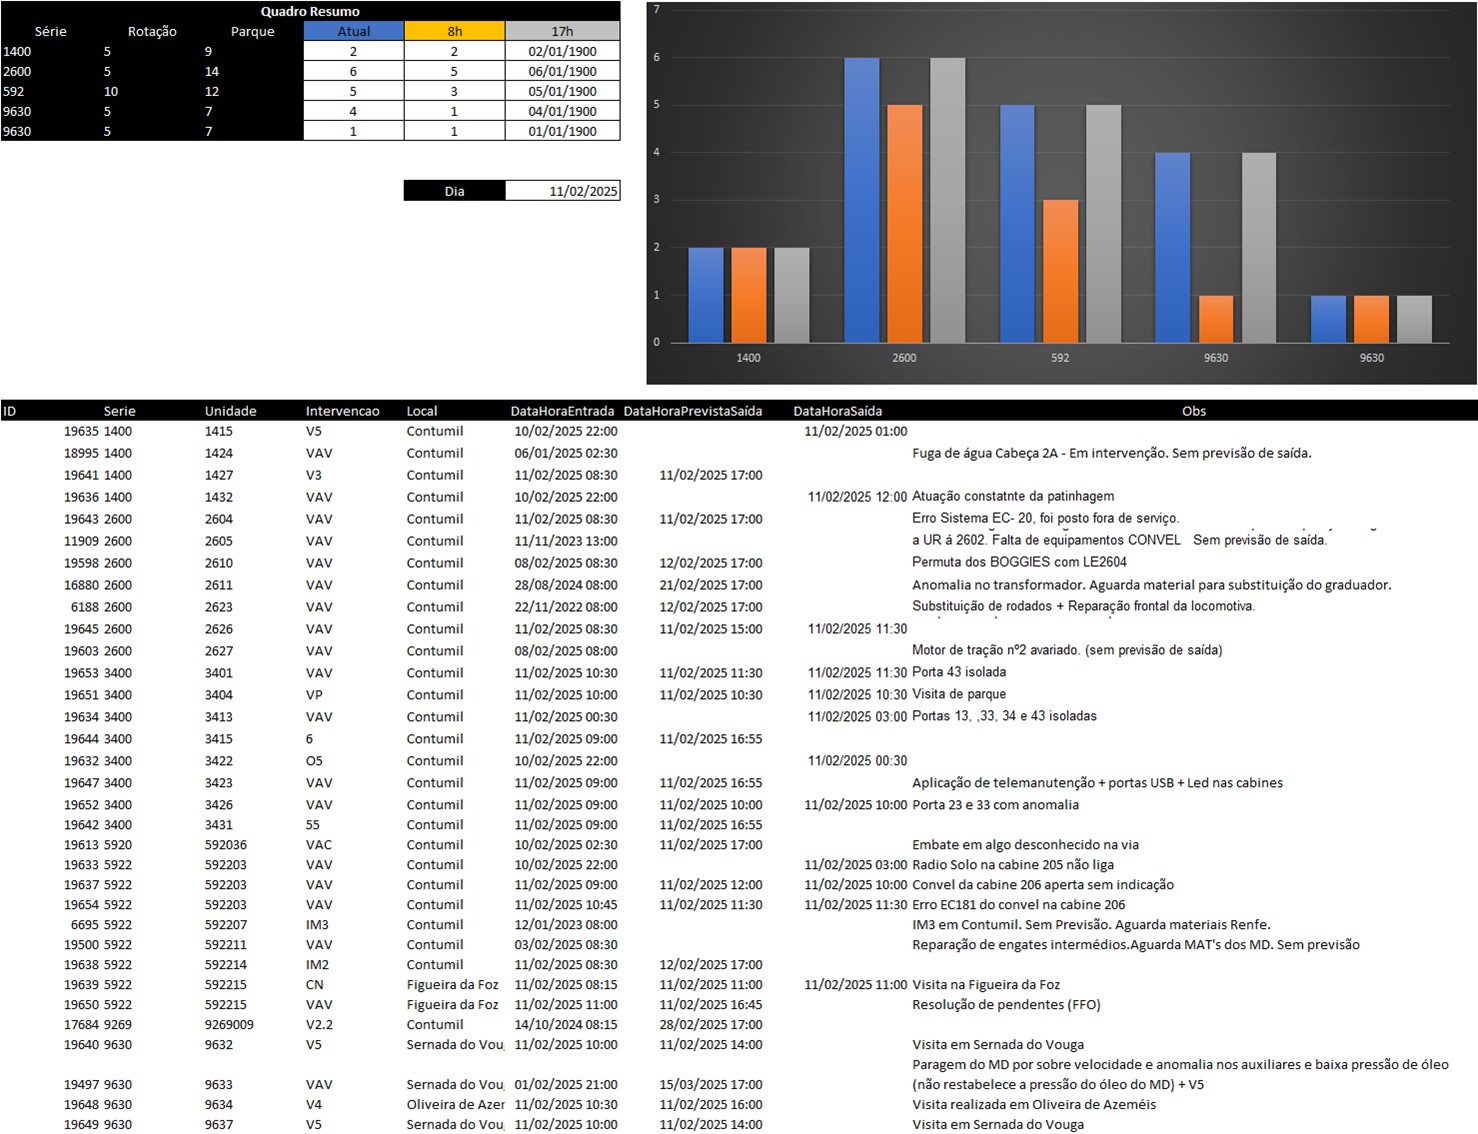 Quadro Resumo
Série Rotação Parque Atual 8h 17h
1400 5 9 2 2 02/01/1900
2600 5 14 6 5 06/01/1900
592 10 12 5 3 05/01/1900
9630 5 7 4 1 04/01/1900
9630 5 7 1 1 01/01/1900
Dia 11/02/2025
7
6
5
4
3
2
1
0
1400 2600 592 9630 9630
ID Serie Unidade Intervencao Local DataHoraEntrada DataHoraPrevistaSaída DataHoraSaída Obs
19635 1400 1415 V5 Contumil 10/02/2025 22:00 11/02/2025 01:00
18995 1400 1424 VAV Contumil 06/01/2025 02:30 Fuga de água Cabeça 2A - Em intervenção. Sem previsão de saída.
19641 1400 1427 V3 Contumil 11/02/2025 08:30 11/02/2025 17:00
19636 1400 1432 VAV Contumil 10/02/2025 22:00 11/02/2025 12:00 Atuação constatnte da patinhagem
19643 2600 2604 VAV Contumil 11/02/2025 08:30 11/02/2025 17:00 Erro Sistema EC- 20, foi posto fora de serviço.
11909 2600 2605 VAV Contumil 11/11/2023 13:00 a UR á 2602. Falta de equipamentos CONVEL Sem previsão de saída.
19598 2600 2610 VAV Contumil 08/02/2025 08:30 12/02/2025 17:00 Permuta dos BOGGIES com LE2604
16880 2600 2611 VAV Contumil 28/08/2024 08:00 21/02/2025 17:00 Anomalia no transformador. Aguarda material para substituição do graduador.
6188 2600 2623 VAV Contumil 22/11/2022 08:00 12/02/2025 17:00 Substituição de rodados + Reparação frontal da locomotiva.
19645 2600 2626 VAV Contumil 11/02/2025 08:30 11/02/2025 15:00 11/02/2025 11:30
19603 2600 2627 VAV Contumil 08/02/2025 08:00 Motor de tração nº2 avariado. (sem previsão de saída)
19653 3400 3401 VAV Contumil 11/02/2025 10:30 11/02/2025 11:30 11/02/2025 11:30 Porta 43 isolada
19651 3400 3404 VP Contumil 11/02/2025 10:00 11/02/2025 10:30 11/02/2025 10:30 Visita de parque
19634 3400 3413 VAV Contumil 11/02/2025 00:30 11/02/2025 03:00 Portas 13, ,33, 34 e 43 isoladas
19644 3400 3415 6 Contumil 11/02/2025 09:00 11/02/2025 16:55
19632 3400 3422 O5 Contumil 10/02/2025 22:00 11/02/2025 00:30
19647 3400 3423 VAV Contumil 11/02/2025 09:00 11/02/2025 16:55 Aplicação de telemanutenção + portas USB + Led nas cabines
19652 3400 3426 VAV Contumil 11/02/2025 09:00 11/02/2025 10:00 11/02/2025 10:00 Porta 23 e 33 com anomalia
19642 3400 3431 55 Contumil 11/02/2025 09:00 11/02/2025 16:55
19613 5920 592036 VAC Contumil 10/02/2025 02:30 11/02/2025 17:00 Embate em algo desconhecido na via
19633 5922 592203 VAV Contumil 10/02/2025 22:00 11/02/2025 03:00 Radio Solo na cabine 205 não liga
19637 5922 592203 VAV Contumil 11/02/2025 09:00 11/02/2025 12:00 11/02/2025 10:00 Convel da cabine 206 aperta sem indicação
19654 5922 592203 VAV Contumil 11/02/2025 10:45 11/02/2025 11:30 11/02/2025 11:30 Erro EC181 do convel na cabine 206
6695 5922 592207 IM3 Contumil 12/01/2023 08:00 IM3 em Contumil. Sem Previsão. Aguarda materiais Renfe.
19500 5922 592211 VAV Contumil 03/02/2025 08:30 Reparação de engates intermédios.Aguarda MAT's dos MD. Sem previsão
19638 5922 592214 IM2 Contumil 11/02/2025 08:30 12/02/2025 17:00
19639 5922 592215 CN Figueira da Foz 11/02/2025 08:15 11/02/2025 11:00 11/02/2025 11:00 Visita na Figueira da Foz
19650 5922 592215 VAV Figueira da Foz 11/02/2025 11:00 11/02/2025 16:45 Resolução de pendentes (FFO)
17684 9269 9269009 V2.2 Contumil 14/10/2024 08:15 28/02/2025 17:00
19640 9630 9632 V5 Sernada do Vou 11/02/2025 10:00 11/02/2025 14:00 Visita em Sernada do Vouga
Paragem do MD por sobre velocidade e anomalia nos auxiliares e baixa pressão de óleo
19497 9630 9633 VAV Sernada do Vou 01/02/2025 21:00 15/03/2025 17:00 (não restabelece a pressão do óleo do MD) + V5
19648 9630 9634 V4 Oliveira de Azer 11/02/2025 10:30 11/02/2025 16:00 Visita realizada em Oliveira de Azeméis
19649 9630 9637 V5 Sernada do Vou 11/02/2025 10:00 11/02/2025 14:00 Visita em Sernada do Vouga